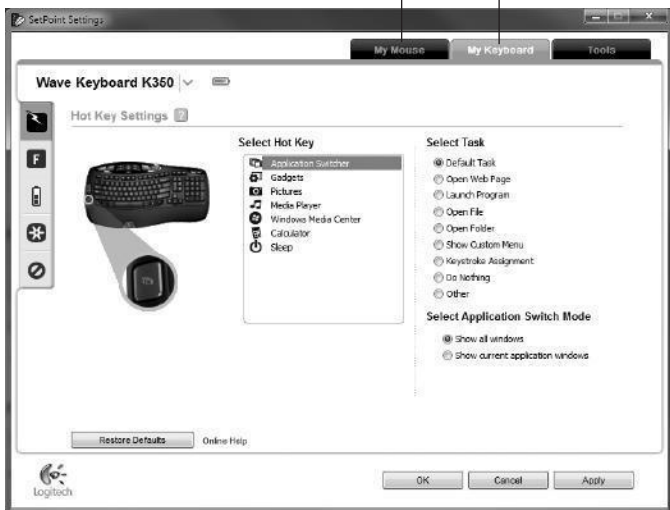 SetPoint Settings
My Mouse
My Keyboard
Tools
Wave Keyboard K350
Hot Key Settings ?
Select Hot Key
Application Switcher
Gadgets
Pictures
Media Player
Windows Media Center
Calculator
Sleep
Select Task
Default Task
Open Web Page
Launch Program
Open File
Open Folder
Show Custom Menu
Keystroke Assignment
Do Nothing
Other
Select Application Switch Mode
Show all windows
Show current application windows
F
Restore Defaults
Online Help
Logitech
OK
Cancel
Apply